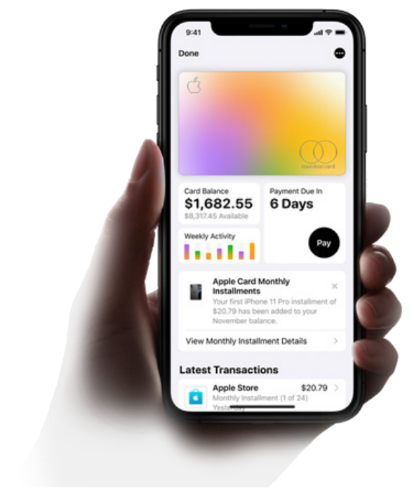 9:41
Done
Card Balance
$1,682.55
$8,317.45 Available
Payment Due In
6 Days
Weekly Activity
Pay
Apple Card Monthly
Installments
Your first iPhone 11 Pro installment of
$20.79 has been added to your
November balance.
View Monthly Installment Details
Latest Transactions
Apple Store
$20.79
Monthly Installment (1 of 24)
Yesterday